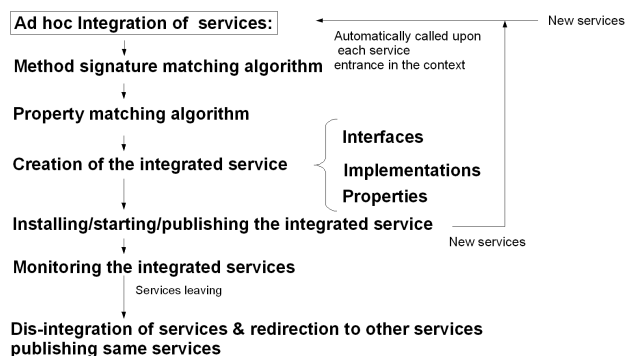 Ad hoc Integration of services:
New services
Automatically called upon
each service
entrance in the context
Method signature matching algorithm
Property matching algorithm
Creation of the integrated service
Interfaces
Implementations
Properties
Installing/starting/publishing the integrated service
New services
Monitoring the integrated services
Services leaving
Dis-integration of services & redirection to other services
publishing same services